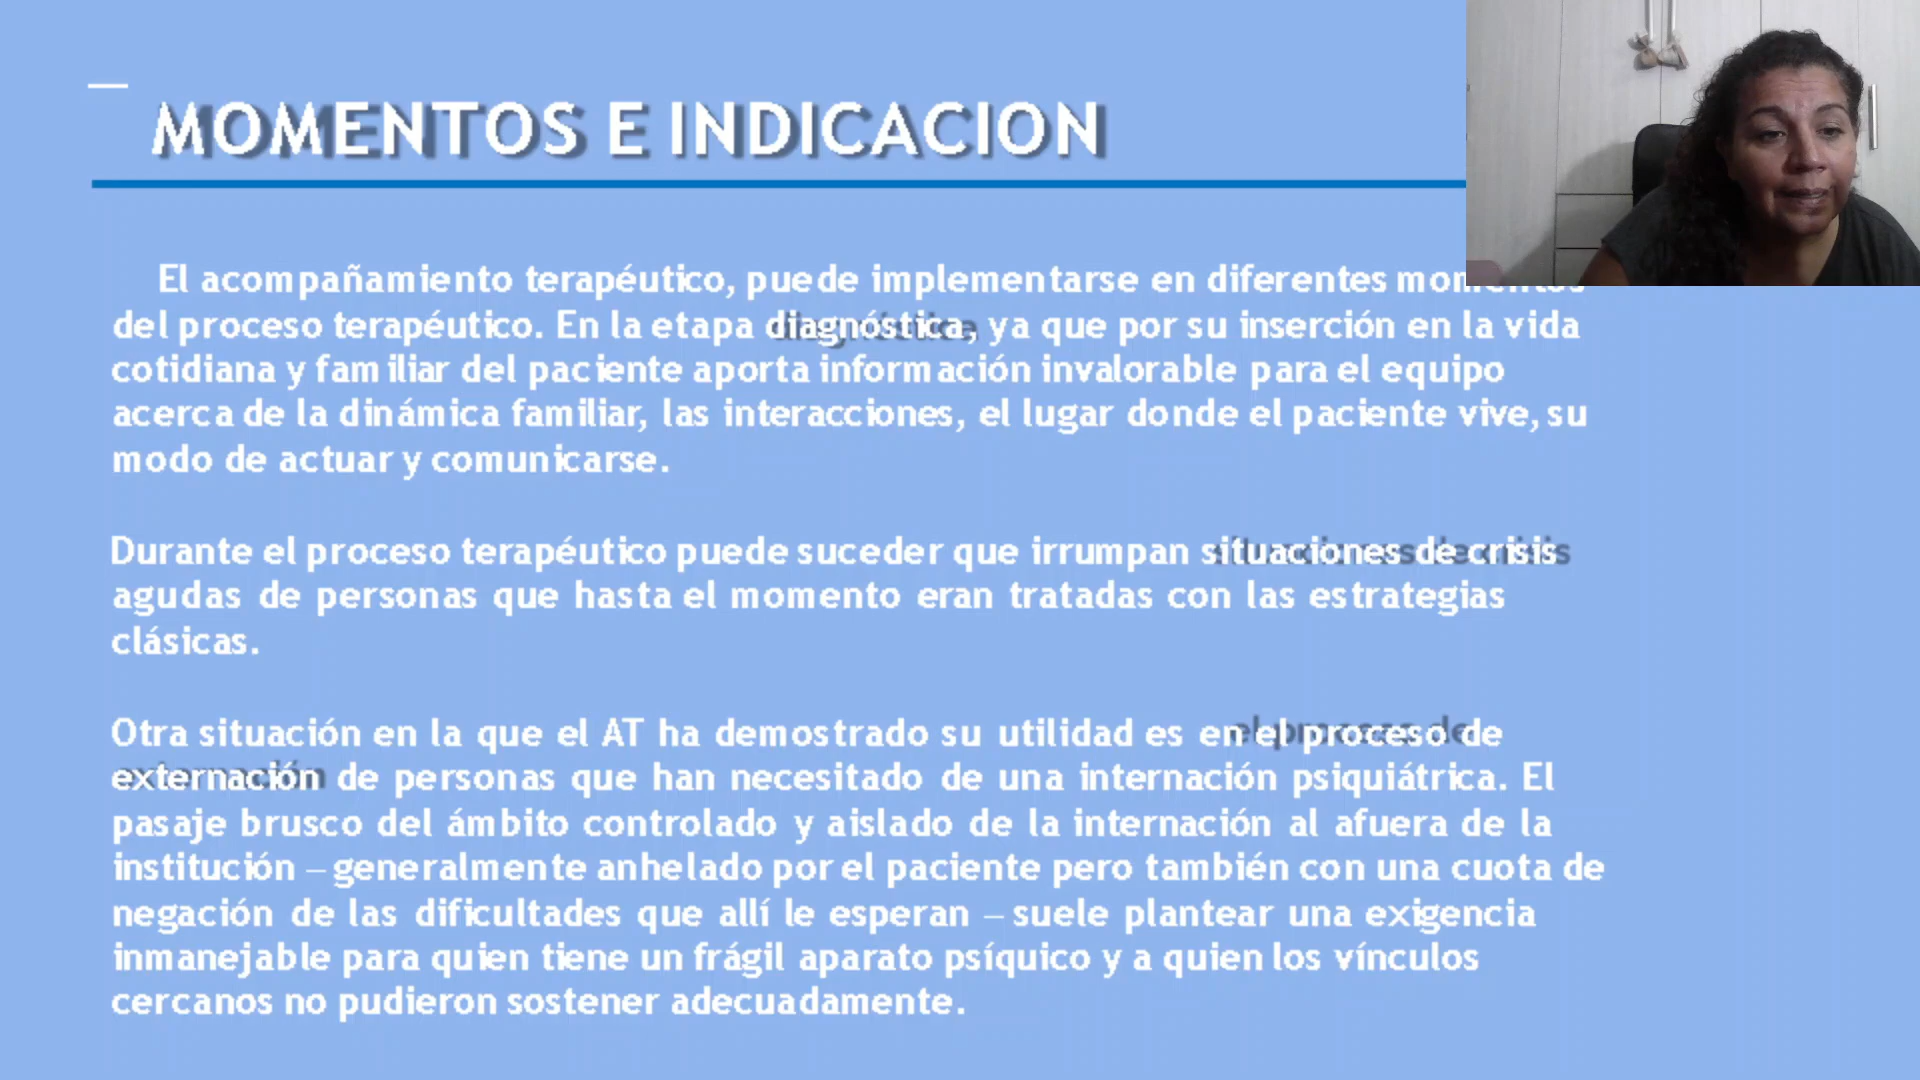 MOMENTOS E INDICACION
El acompañamiento terapéutico, puede implementarse en diferentes momentos
del proceso terapéutico. En la etapa diagnóstica, ya que por su inserción en la vida
cotidiana y familiar del paciente aporta información invalorable para el equipo
acerca de la dinámica familiar, las interacciones, el lugar donde el paciente vive, su
modo de actuar y comunicarse.
Durante el proceso terapéutico puede suceder que irrumpan situaciones de crisis
agudas de personas que hasta el momento eran tratadas con las estrategias
clásicas.
Otra situación en la que el AT ha demostrado su utilidad es en el proceso de
externación de personas que han necesitado de una internación psiquiátrica. El
pasaje brusco del ámbito controlado y aislado de la internación al afuera de la
institución – generalmente anhelado por el paciente pero también con una cuota de
negación de las dificultades que allí le esperan – suele plantear una exigencia
inmanejable para quien tiene un frágil aparato psíquico y a quien los vínculos
cercanos no pudieron sostener adecuadamente.